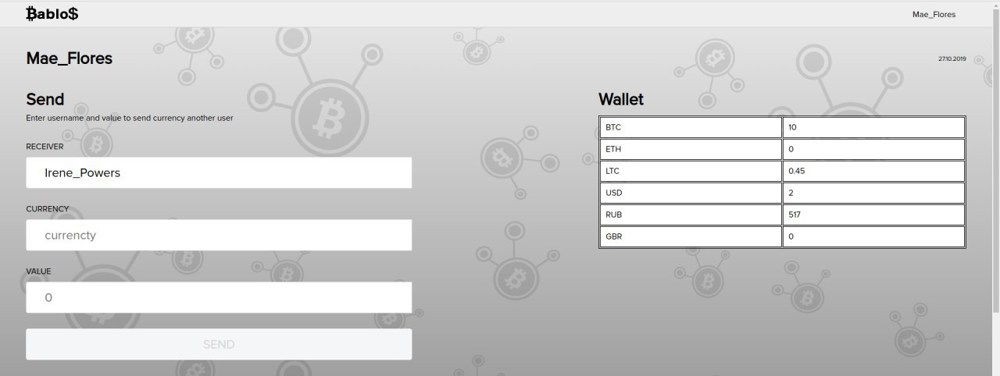 ₿ablo$
Mae_Flores
Mae_Flores
27.10.2019
Send
Enter username and value to send currency another user
RECEIVER
Irene_Powers
CURRENCY
currencty
VALUE
0
SEND
Wallet
BTC 10
ETH 0
LTC 0.45
USD 2
RUB 517
GBR 0